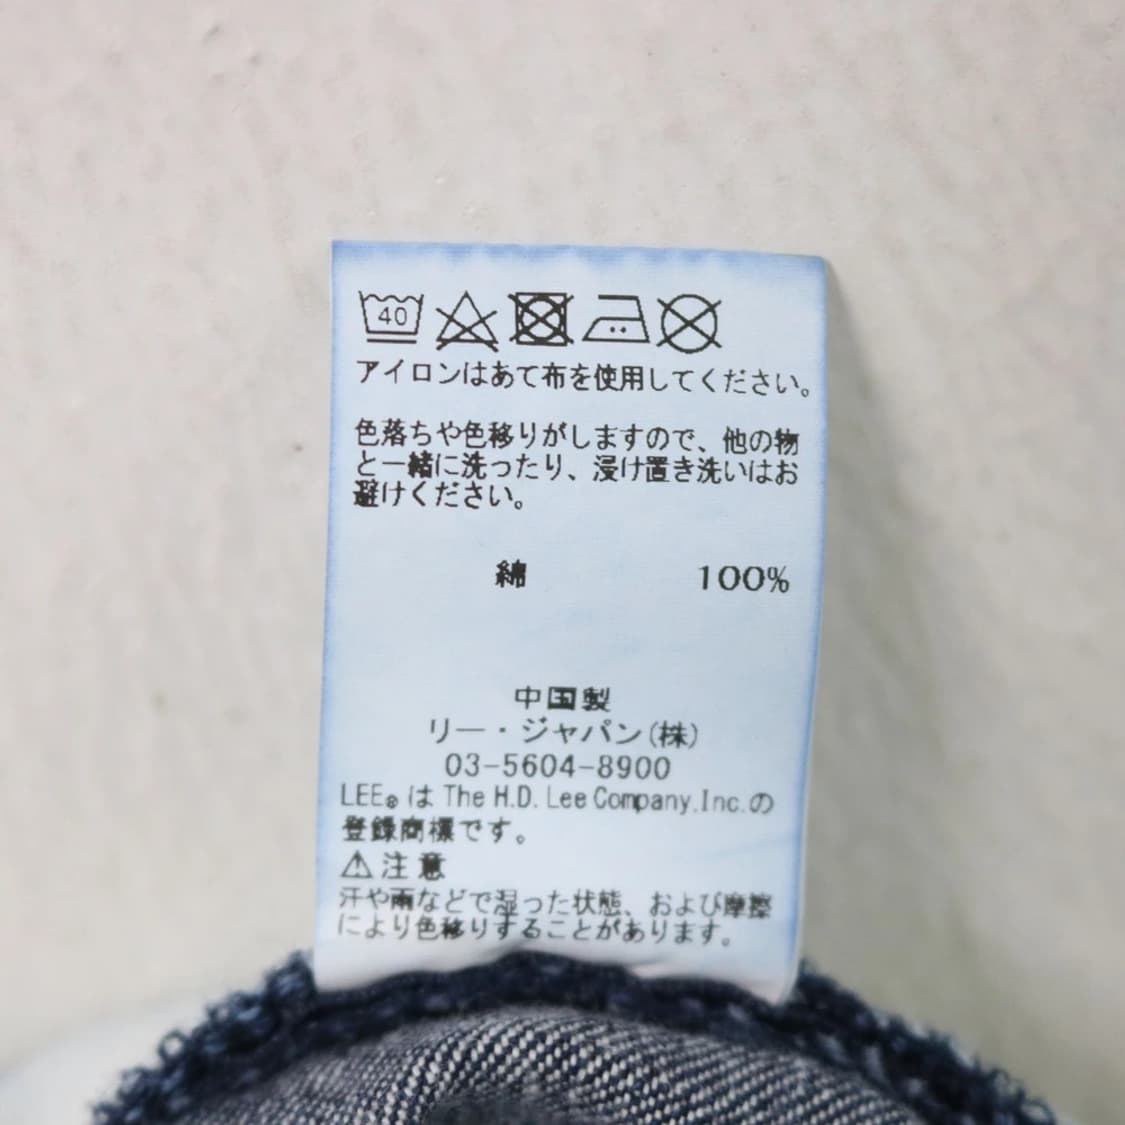 40
アイロンはあて布を使用してください。
色落ちや色移りがしますので、他の物
と一緒に洗ったり、浸け置き洗いはお
避けください。
綿 100%
中国製
リー・ジャパン(株)
03-5604-8900
LEE®は The H.D. Lee Company.Inc.の
登録商標です。
⚠注意
汗や雨などで湿った状態、および摩擦
により色移りすることがあります。